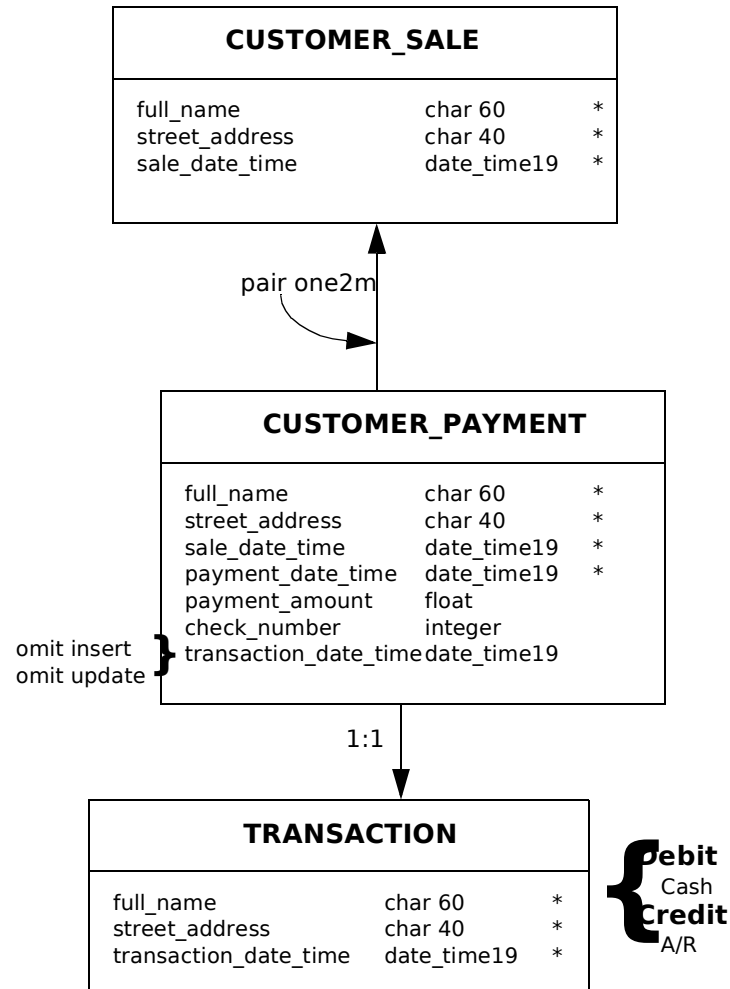 CUSTOMER_SALE
full_name char 60 *
street_address char 40 *
sale_date_time date_time19 *
pair one2m
CUSTOMER_PAYMENT
full_name char 60 *
street_address char 40 *
sale_date_time date_time19 *
payment_date_time date_time19 *
payment_amount float
check_number integer
omit insert
omit update
} transaction_date_time date_time19
1:1
TRANSACTION
full_name char 60 *
street_address char 40 *
transaction_date_time date_time19 *
{ Debit
Cash
Credit
A/R